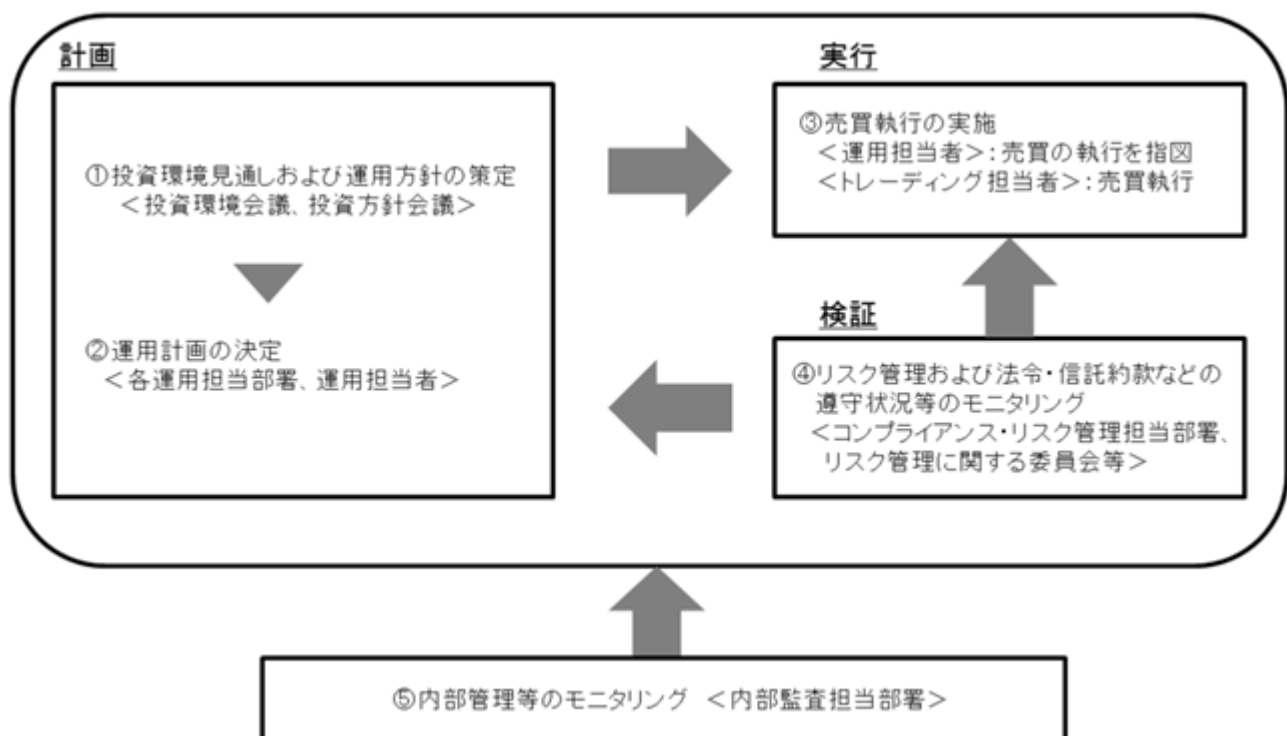 計画
①投資環境見通しおよび運用方針の策定
＜投資環境会議、投資方針会議＞
②運用計画の決定
＜各運用担当部署、運用担当者＞
実行
③売買執行の実施
＜運用担当者＞:売買の執行を指図
＜トレーディング担当者＞:売買執行
検証
④リスク管理および法令・信託約款などの
遵守状況等のモニタリング
＜コンプライアンス・リスク管理担当部署、
リスク管理に関する委員会等＞
⑤内部管理等のモニタリング ＜内部監査担当部署＞